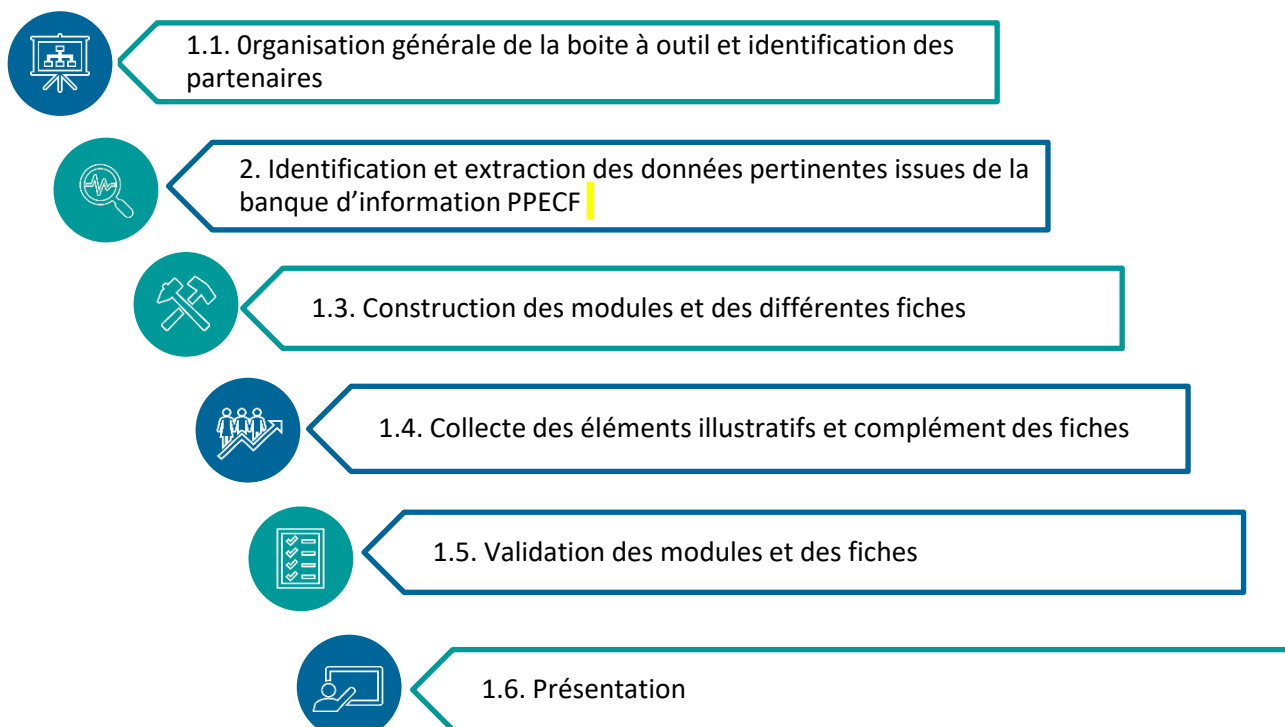 1.1. 0rganisation générale de la boite à outil et identification des
partenaires
2. Identification et extraction des données pertinentes issues de la
banque d’information PPECF
1.3. Construction des modules et des différentes fiches
1.4. Collecte des éléments illustratifs et complément des fiches
1.5. Validation des modules et des fiches
1.6. Présentation